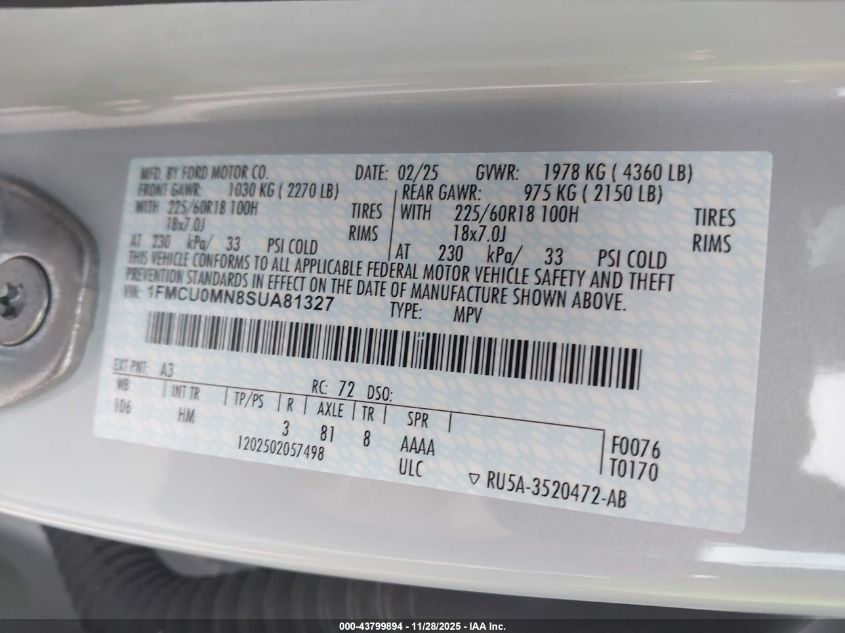 MFD. BY FORD MOTOR CO. DATE: 02/25 GVWR: 1978 KG ( 4360 LB)
FRONT GAWR: 1030 KG ( 2270 LB) REAR GAWR: 975 KG ( 2150 LB)
WITH 225/60R18 100H TIRES WITH 225/60R18 100H TIRES
18x7.0J RIMS 18x7.0J RIMS
AT 230 kPa/ 33 PSI COLD AT 230 kPa/ 33 PSI COLD
THIS VEHICLE CONFORMS TO ALL APPLICABLE FEDERAL MOTOR VEHICLE SAFETY AND THEFT
PREVENTION STANDARDS IN EFFECT ON THE DATE OF MANUFACTURE SHOWN ABOVE.
VIN: 1FMCU0MN8SUA81327 TYPE: MPV
EXT PNT: A3 RC: 72 DSO:
WB INT TR TP/PS R AXLE TR SPR
1D6 HM 3 81 8 AAAA F0076
1202502057498 ULC T0170
RU5A-3520472-AB
000-43799894 - 11/28/2025 - IAA Inc.